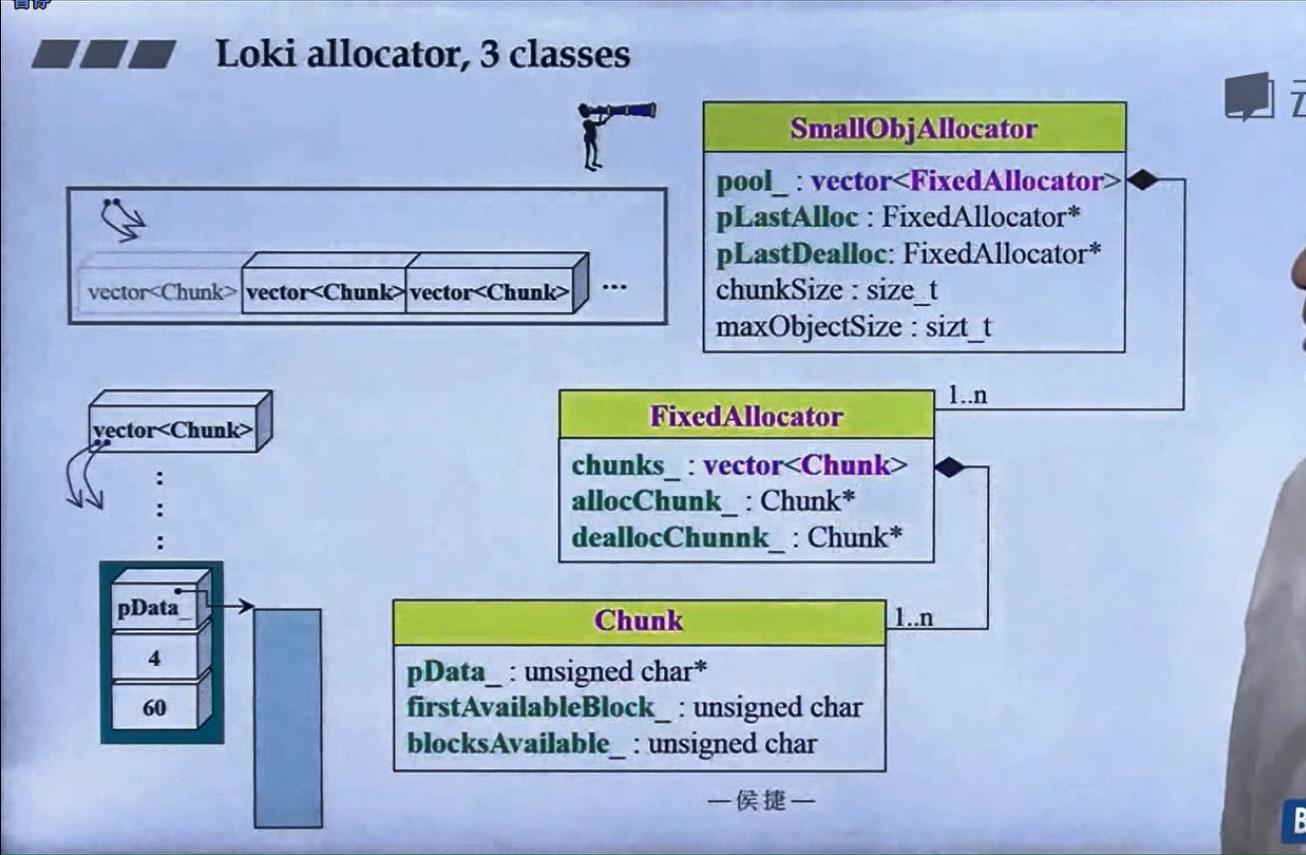 暂停
Loki allocator, 3 classes
SmallObjAllocator
pool_ : vector<FixedAllocator>
pLastAlloc : FixedAllocator*
pLastDealloc: FixedAllocator*
chunkSize : size_t
maxObjectSize : sizt_t
vector<Chunk> vector<Chunk> vector<Chunk> ...
1..n
FixedAllocator
chunks_ : vector<Chunk>
allocChunk_ : Chunk*
deallocChunnk_ : Chunk*
vector<Chunk>
1..n
Chunk
pData_ : unsigned char*
firstAvailableBlock_ : unsigned char
blocksAvailable_ : unsigned char
pData_
4
60
—侯捷—
B